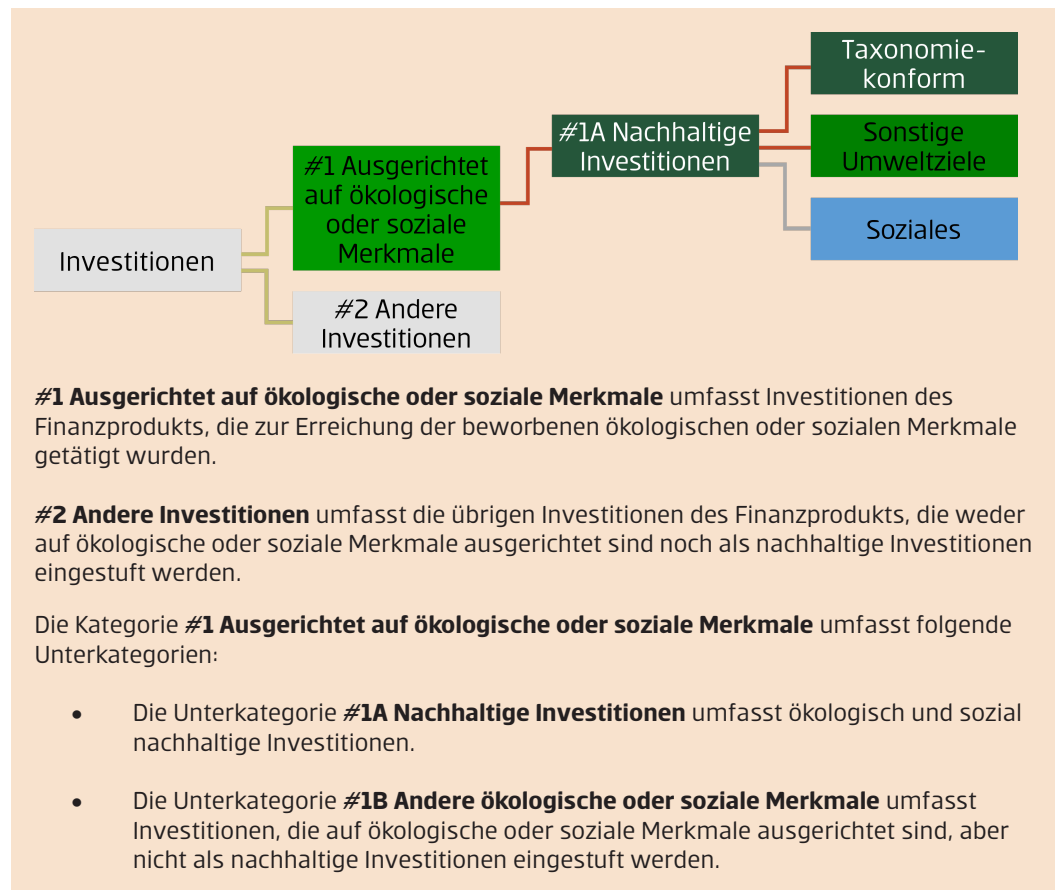 Taxonomie-
konform
#1A Nachhaltige
Investitionen
Sonstige
Umweltziele
#1 Ausgerichtet
auf ökologische
oder soziale
Merkmale
Soziales
Investitionen
#2 Andere
Investitionen
#1 Ausgerichtet auf ökologische oder soziale Merkmale umfasst Investitionen des
Finanzprodukts, die zur Erreichung der beworbenen ökologischen oder sozialen Merkmale
getätigt wurden.
#2 Andere Investitionen umfasst die übrigen Investitionen des Finanzprodukts, die weder
auf ökologische oder soziale Merkmale ausgerichtet sind noch als nachhaltige Investitionen
eingestuft werden.
Die Kategorie #1 Ausgerichtet auf ökologische oder soziale Merkmale umfasst folgende
Unterkategorien:
• Die Unterkategorie #1A Nachhaltige Investitionen umfasst ökologisch und sozial
nachhaltige Investitionen.
• Die Unterkategorie #1B Andere ökologische oder soziale Merkmale umfasst
Investitionen, die auf ökologische oder soziale Merkmale ausgerichtet sind, aber
nicht als nachhaltige Investitionen eingestuft werden.